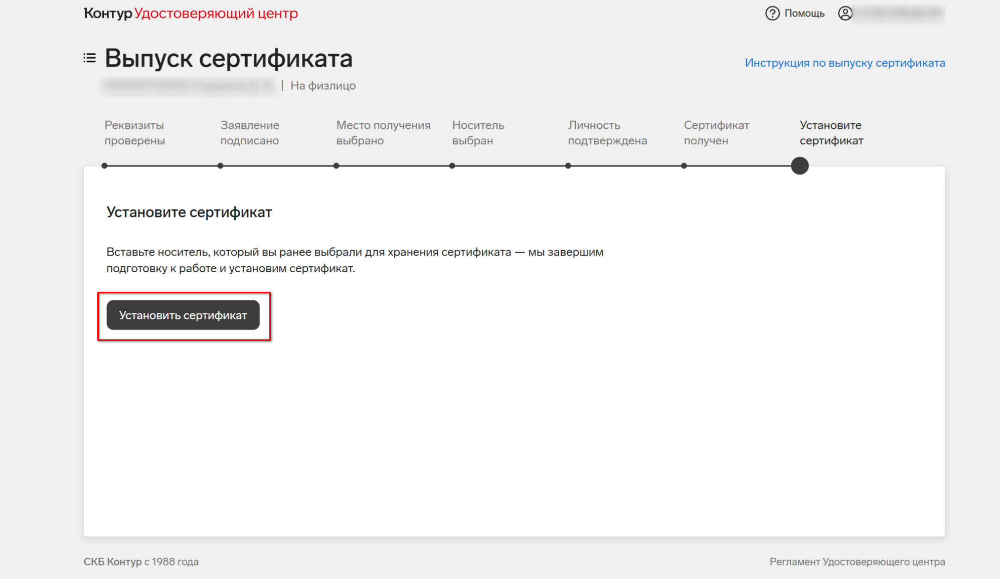 Контур Удостоверяющий центр
Помощь
Выпуск сертификата
Инструкция по выпуску сертификата
| На физлицо
Реквизиты
проверены
Заявление
подписано
Место получения
выбрано
Носитель
выбран
Личность
подтверждена
Сертификат
получен
Установите
сертификат
Установите сертификат
Вставьте носитель, который вы ранее выбрали для хранения сертификата — мы завершим
подготовку к работе и установим сертификат.
Установить сертификат
СКБ Контур с 1988 года
Регламент Удостоверяющего центра